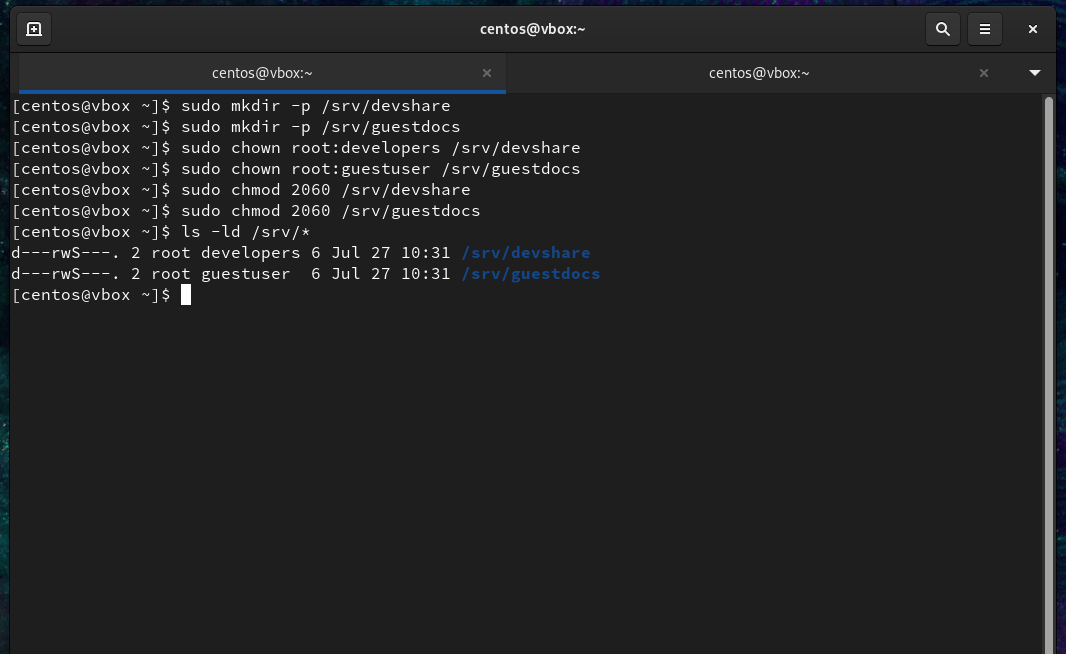 centos@vbox:~
centos@vbox:~ centos@vbox:~
[centos@vbox ~]$ sudo mkdir -p /srv/devshare
[centos@vbox ~]$ sudo mkdir -p /srv/guestdocs
[centos@vbox ~]$ sudo chown root:developers /srv/devshare
[centos@vbox ~]$ sudo chown root:guestuser /srv/guestdocs
[centos@vbox ~]$ sudo chmod 2060 /srv/devshare
[centos@vbox ~]$ sudo chmod 2060 /srv/guestdocs
[centos@vbox ~]$ ls -ld /srv/*
d---rwS---. 2 root developers 6 Jul 27 10:31 /srv/devshare
d---rwS---. 2 root guestuser  6 Jul 27 10:31 /srv/guestdocs
[centos@vbox ~]$